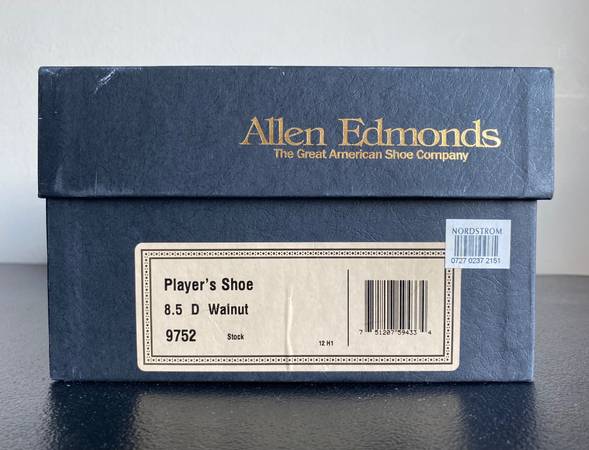 Allen Edmonds
The Great American Shoe Company
NORDSTROM
0727 0237 2151
Player's Shoe
8.5 D Walnut
9752 Stock 12 H1
7 51207 59433 4